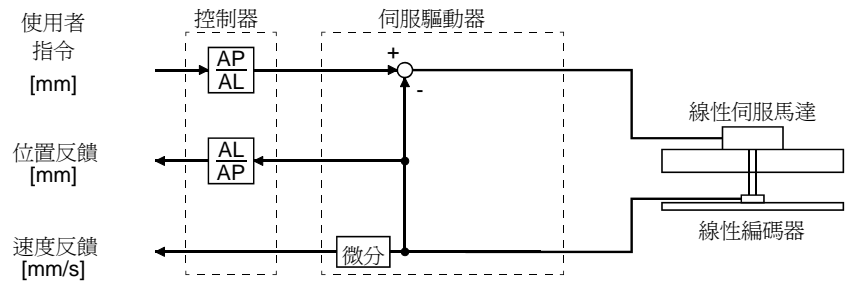 使用者
指令
[mm]
控制器
伺服驅動器
AP
AL
+
-
線性伺服馬達
位置反饋
[mm]
AL
AP
線性編碼器
速度反饋
[mm/s]
微分